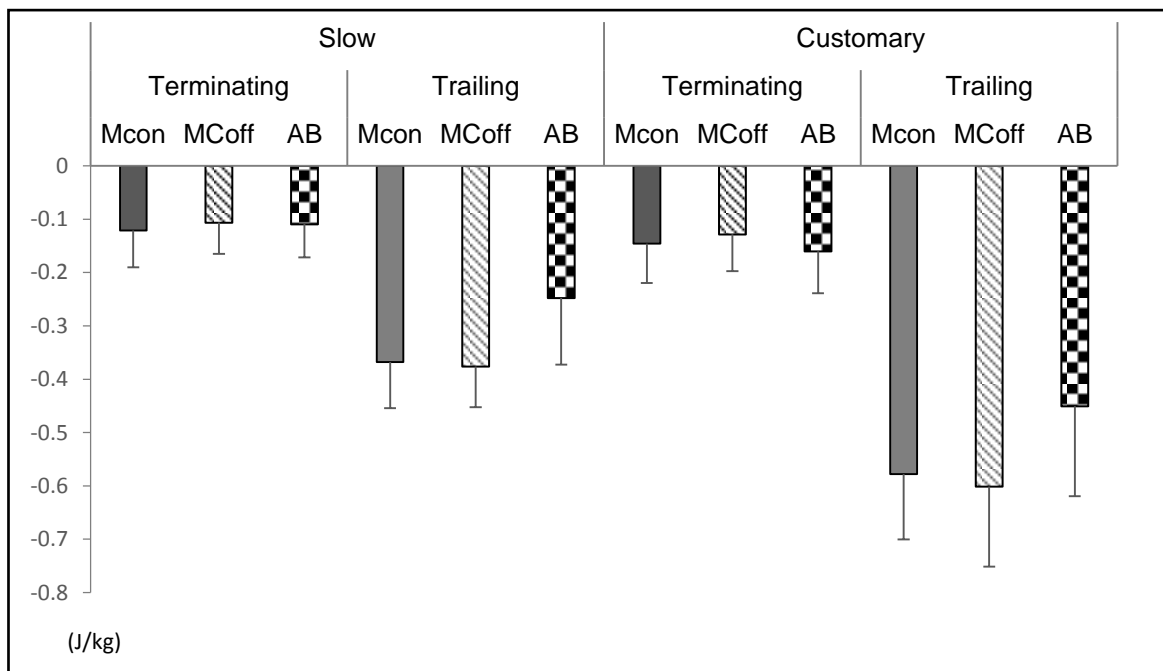 Slow Customary
Terminating Trailing Terminating Trailing
Mcon MCoff AB Mcon MCoff AB Mcon MCoff AB Mcon MCoff AB
0
-0.1
-0.2
-0.3
-0.4
-0.5
-0.6
-0.7
-0.8
(J/kg)